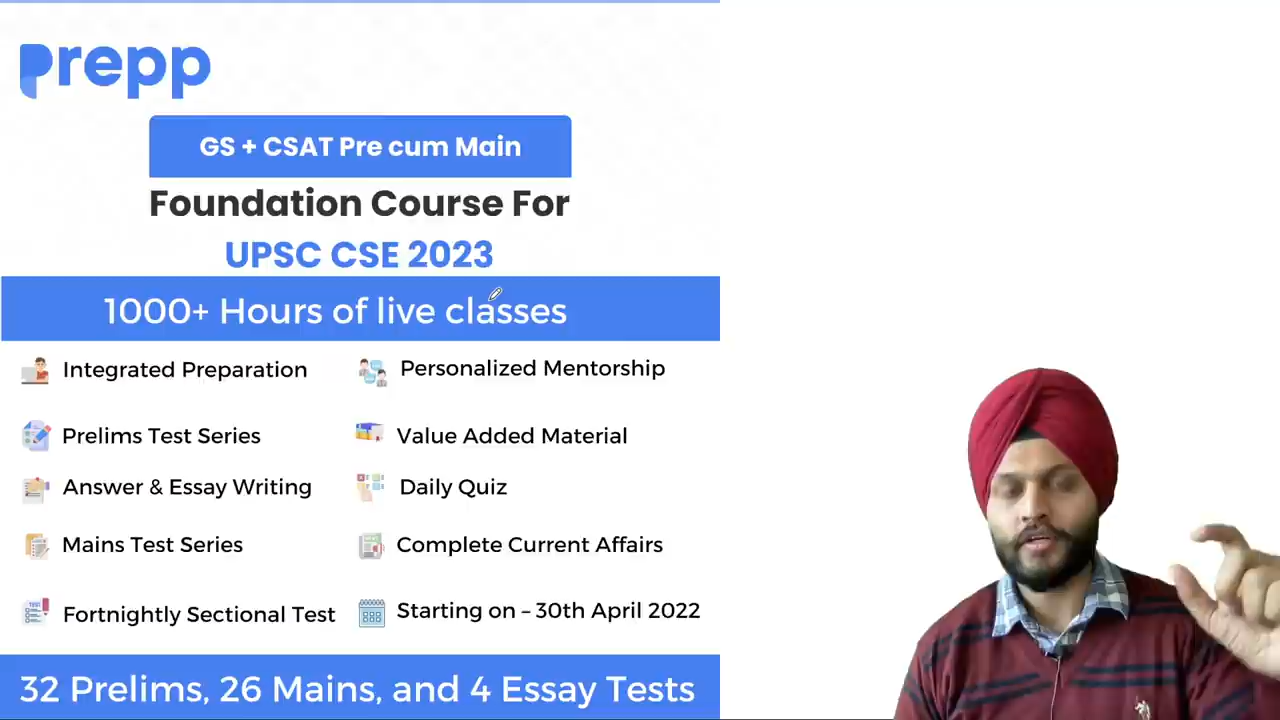 prepp
GS + CSAT Pre cum Main
Foundation Course For
UPSC CSE 2023
1000+ Hours of live classes
Integrated Preparation
Personalized Mentorship
Prelims Test Series
Value Added Material
Answer & Essay Writing
Daily Quiz
Mains Test Series
Complete Current Affairs
Fortnightly Sectional Test
Starting on – 30th April 2022
32 Prelims, 26 Mains, and 4 Essay Tests